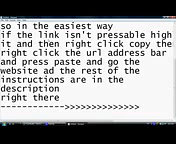 so in the easiest way
if the link isn't pressable high
it and then right click copy the
right click the url address bar
and press paste and go the
website ad the rest of the
instructions are in the
description
right there
------------>>>>>>>>>>>>>>